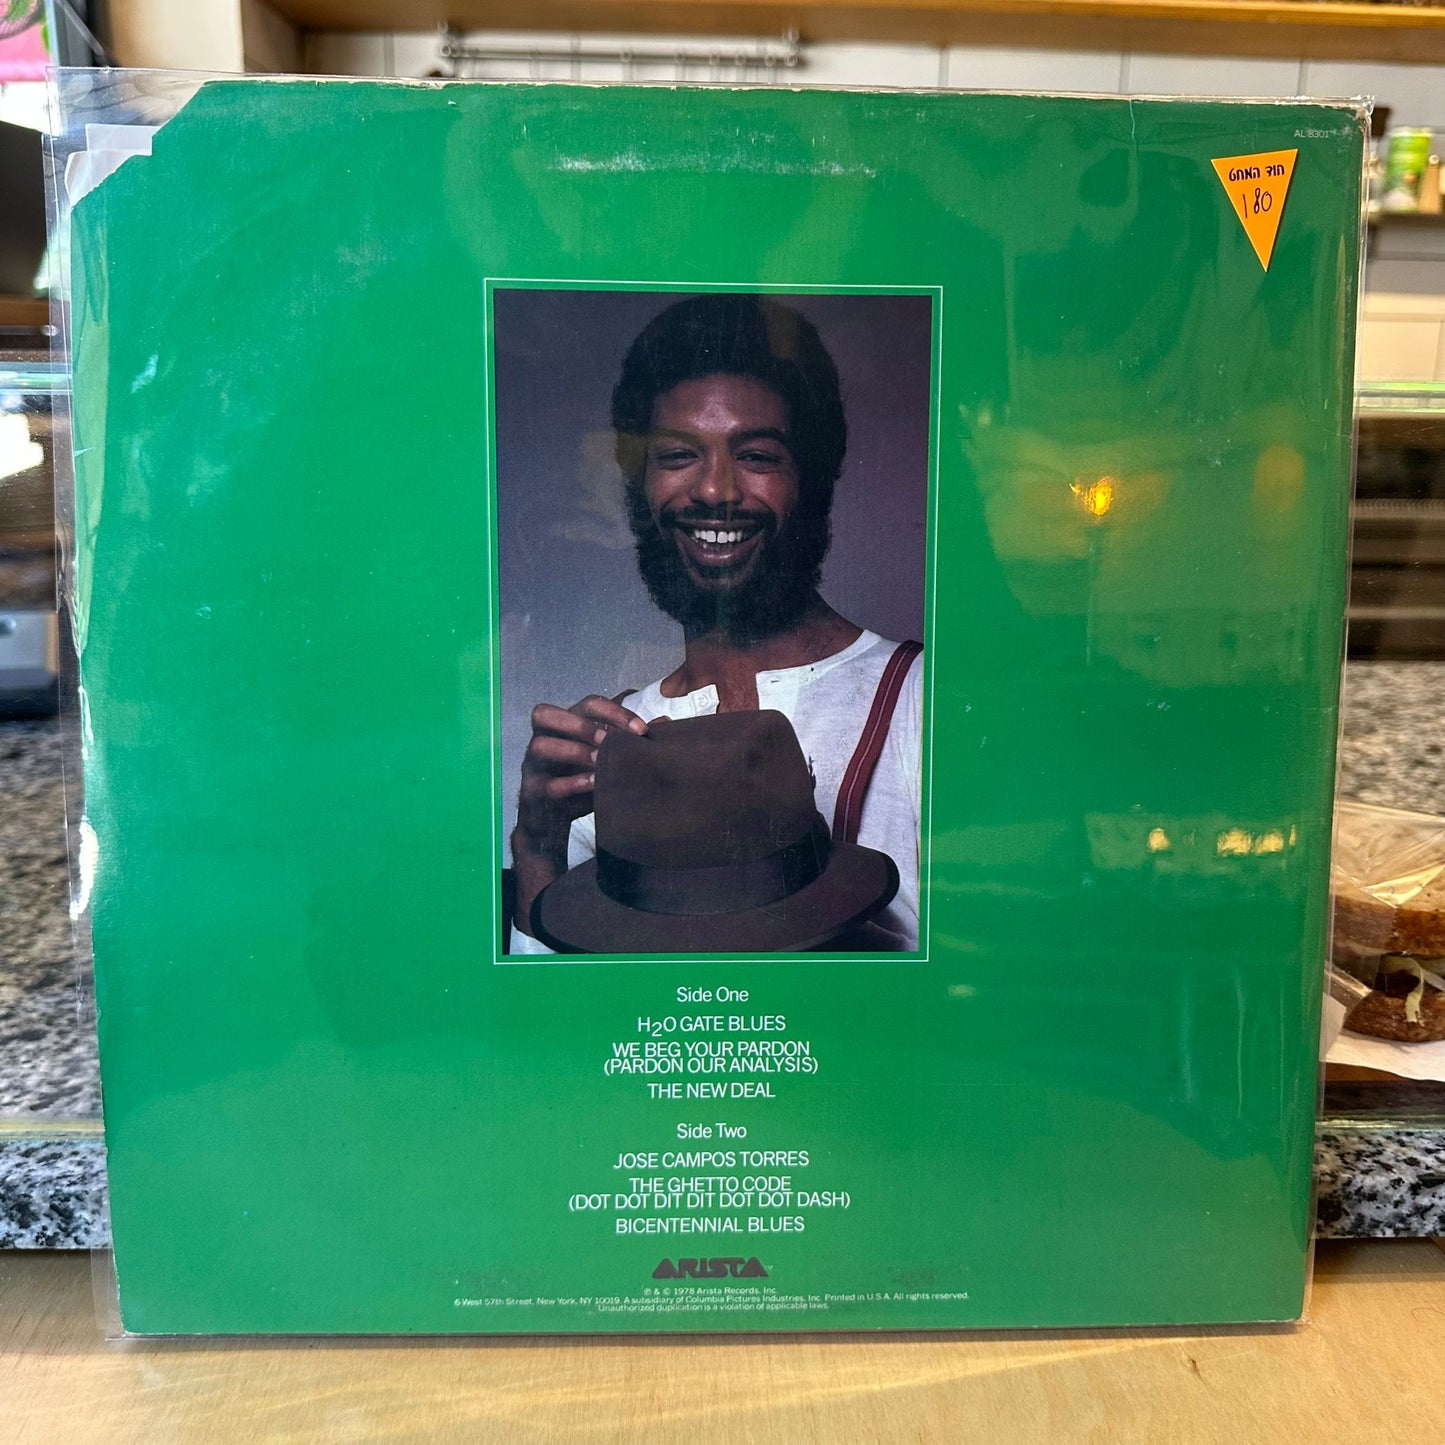 AL 8301
חוד המחט
180
Side One
H2O GATE BLUES
WE BEG YOUR PARDON
(PARDON OUR ANALYSIS)
THE NEW DEAL
Side Two
JOSE CAMPOS TORRES
THE GHETTO CODE
(DOT DOT DIT DIT DOT DOT DASH)
BICENTENNIAL BLUES
ARISTA™
℗ & © 1978 Arista Records, Inc.
6 West 57th Street, New York, NY 10019. A subsidiary of Columbia Pictures Industries, Inc. Printed in U.S.A. All rights reserved.
Unauthorized duplication is a violation of applicable laws.